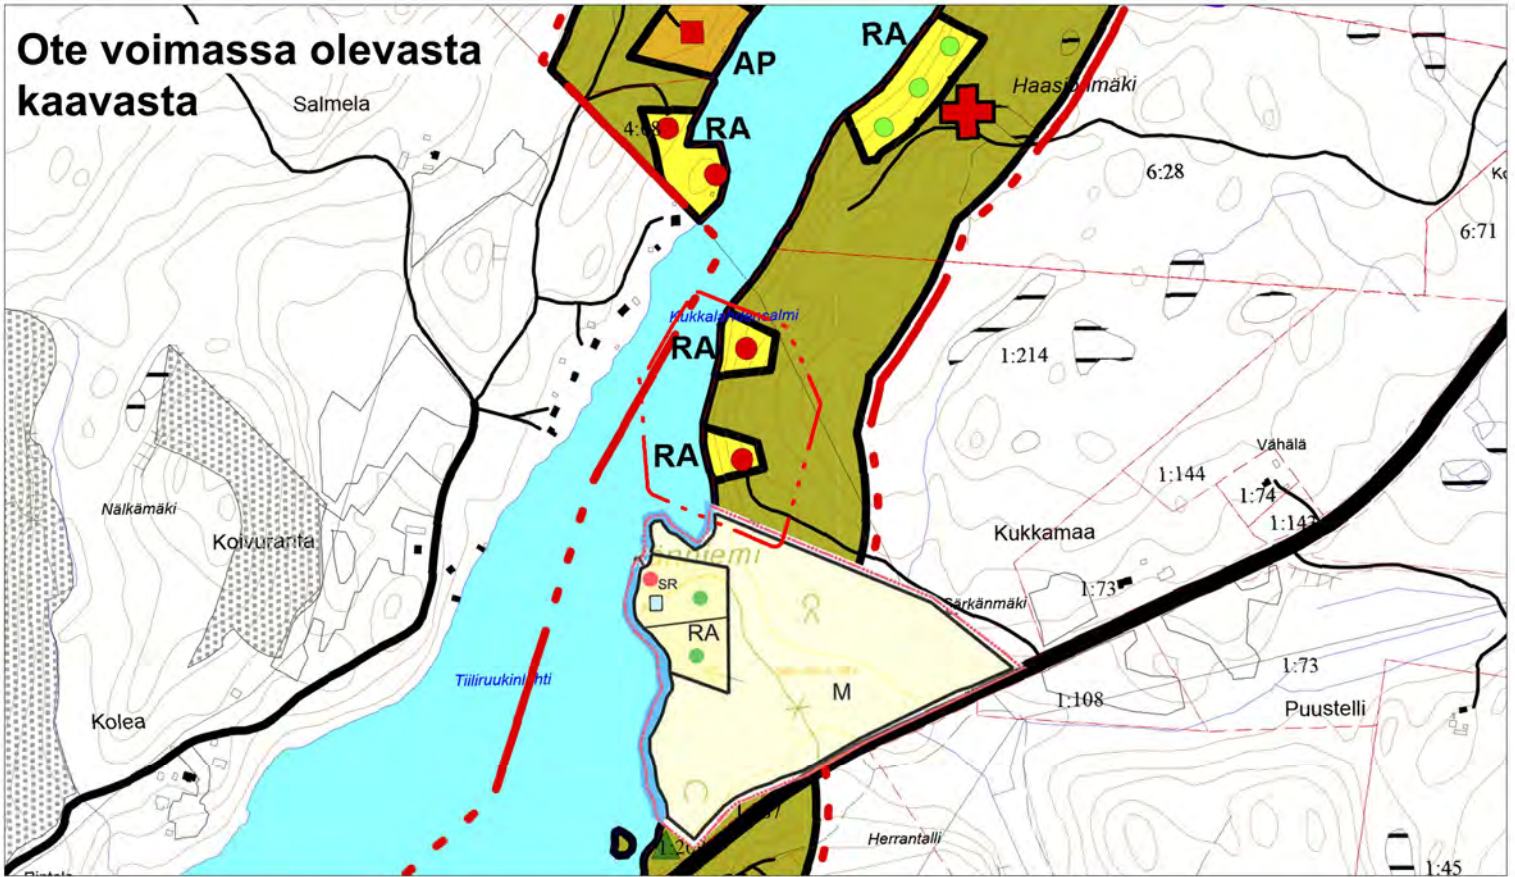 Ote voimassa olevasta
kaavasta
Salmela
AP
RA
RA
4:68
6:28
6:71
Kukkalahdensalmi
RA
1:214
RA
Vähälä
1:144
1:74
1:143
Nälkämäki
Koivuranta
Kukkamaa
1:73
Särkänmäki
SR
RA
M
Tiiliruukinlahti
Kolea
1:73
1:108
Puustelli
Herrantalli
1:45